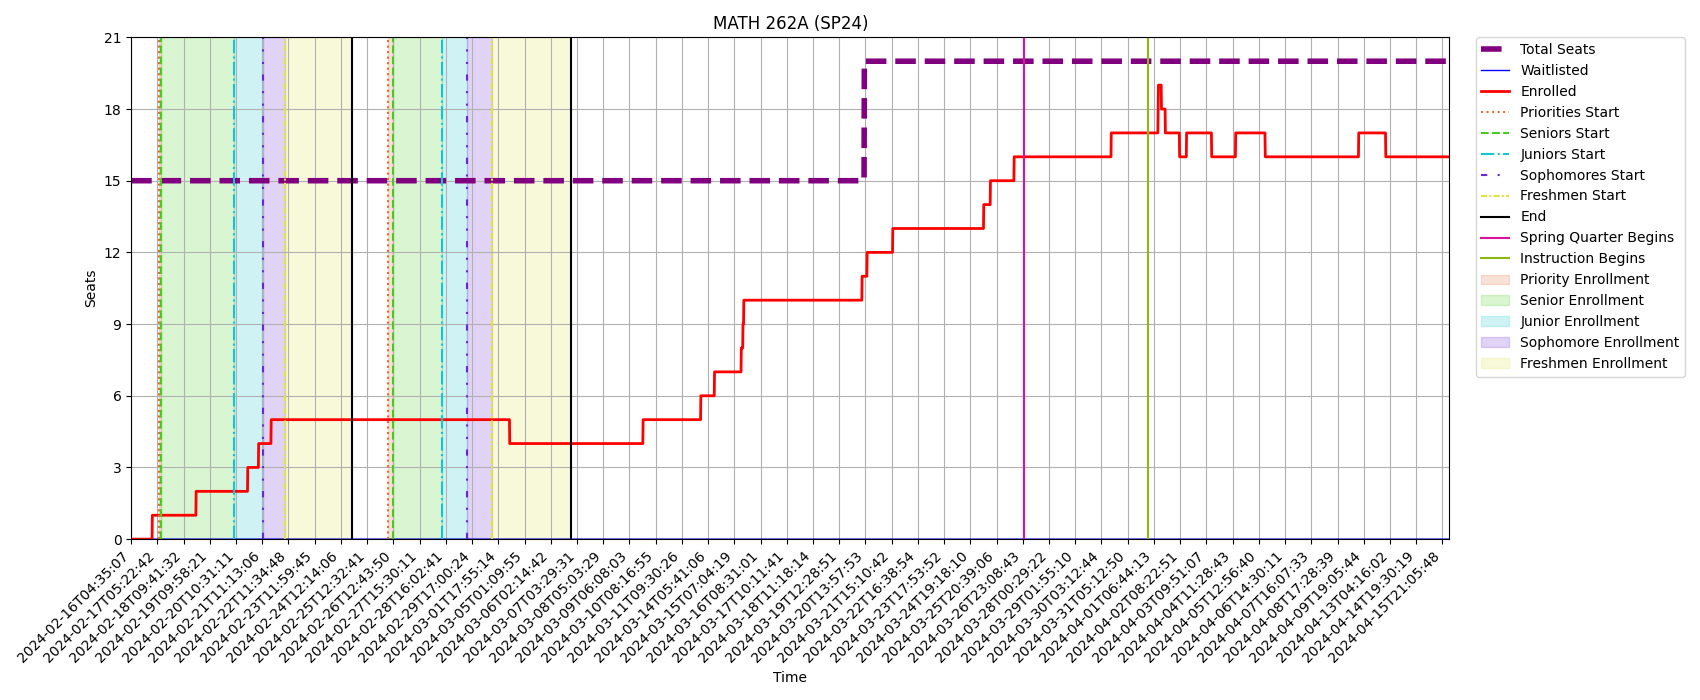 MATH 262A (SP24)
21
18
15
12
9
6
3
0
Seats
2024-02-16T04:35:07
2024-02-17T05:22:42
2024-02-18T09:41:32
2024-02-19T09:58:21
2024-02-20T10:31:11
2024-02-21T11:13:06
2024-02-22T11:34:48
2024-02-23T11:59:45
2024-02-24T12:14:06
2024-02-25T12:32:41
2024-02-26T12:43:50
2024-02-27T15:30:11
2024-02-28T16:02:41
2024-02-29T17:00:24
2024-03-01T17:55:14
2024-03-05T01:09:55
2024-03-06T02:14:42
2024-03-07T03:29:31
2024-03-08T05:03:29
2024-03-09T06:08:03
2024-03-10T08:16:55
2024-03-11T09:30:26
2024-03-14T05:41:06
2024-03-15T07:04:19
2024-03-16T08:31:01
2024-03-17T10:11:41
2024-03-18T11:18:14
2024-03-19T12:28:51
2024-03-20T13:57:53
2024-03-21T15:10:42
2024-03-22T16:38:54
2024-03-23T17:53:52
2024-03-24T19:18:10
2024-03-25T20:39:06
2024-03-26T23:08:43
2024-03-28T00:29:22
2024-03-29T01:55:10
2024-03-30T03:12:44
2024-03-31T05:12:50
2024-04-01T06:44:13
2024-04-02T08:22:51
2024-04-03T09:51:07
2024-04-04T11:28:43
2024-04-05T12:56:40
2024-04-06T14:30:11
2024-04-07T16:07:33
2024-04-08T17:28:39
2024-04-09T19:05:44
2024-04-13T04:16:02
2024-04-14T19:30:19
2024-04-15T21:05:48
Time
Total Seats
Waitlisted
Enrolled
Priorities Start
Seniors Start
Juniors Start
Sophomores Start
Freshmen Start
End
Spring Quarter Begins
Instruction Begins
Priority Enrollment
Senior Enrollment
Junior Enrollment
Sophomore Enrollment
Freshmen Enrollment